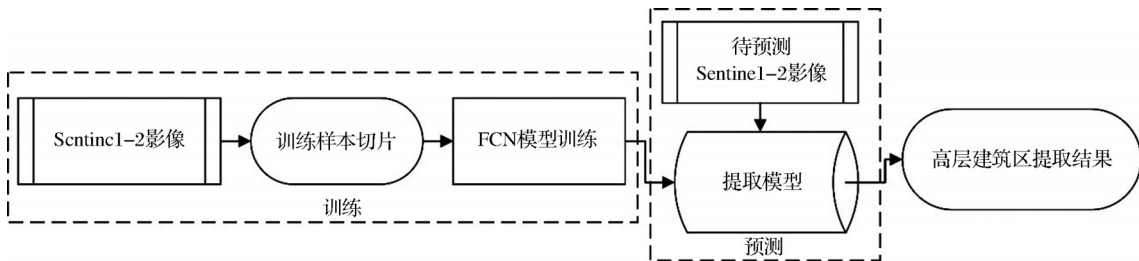 待预测
Sentine1-2影像
Scntinc1-2影像
训练样本切片
FCN模型训练
提取模型
高层建筑区提取结果
训练
预测